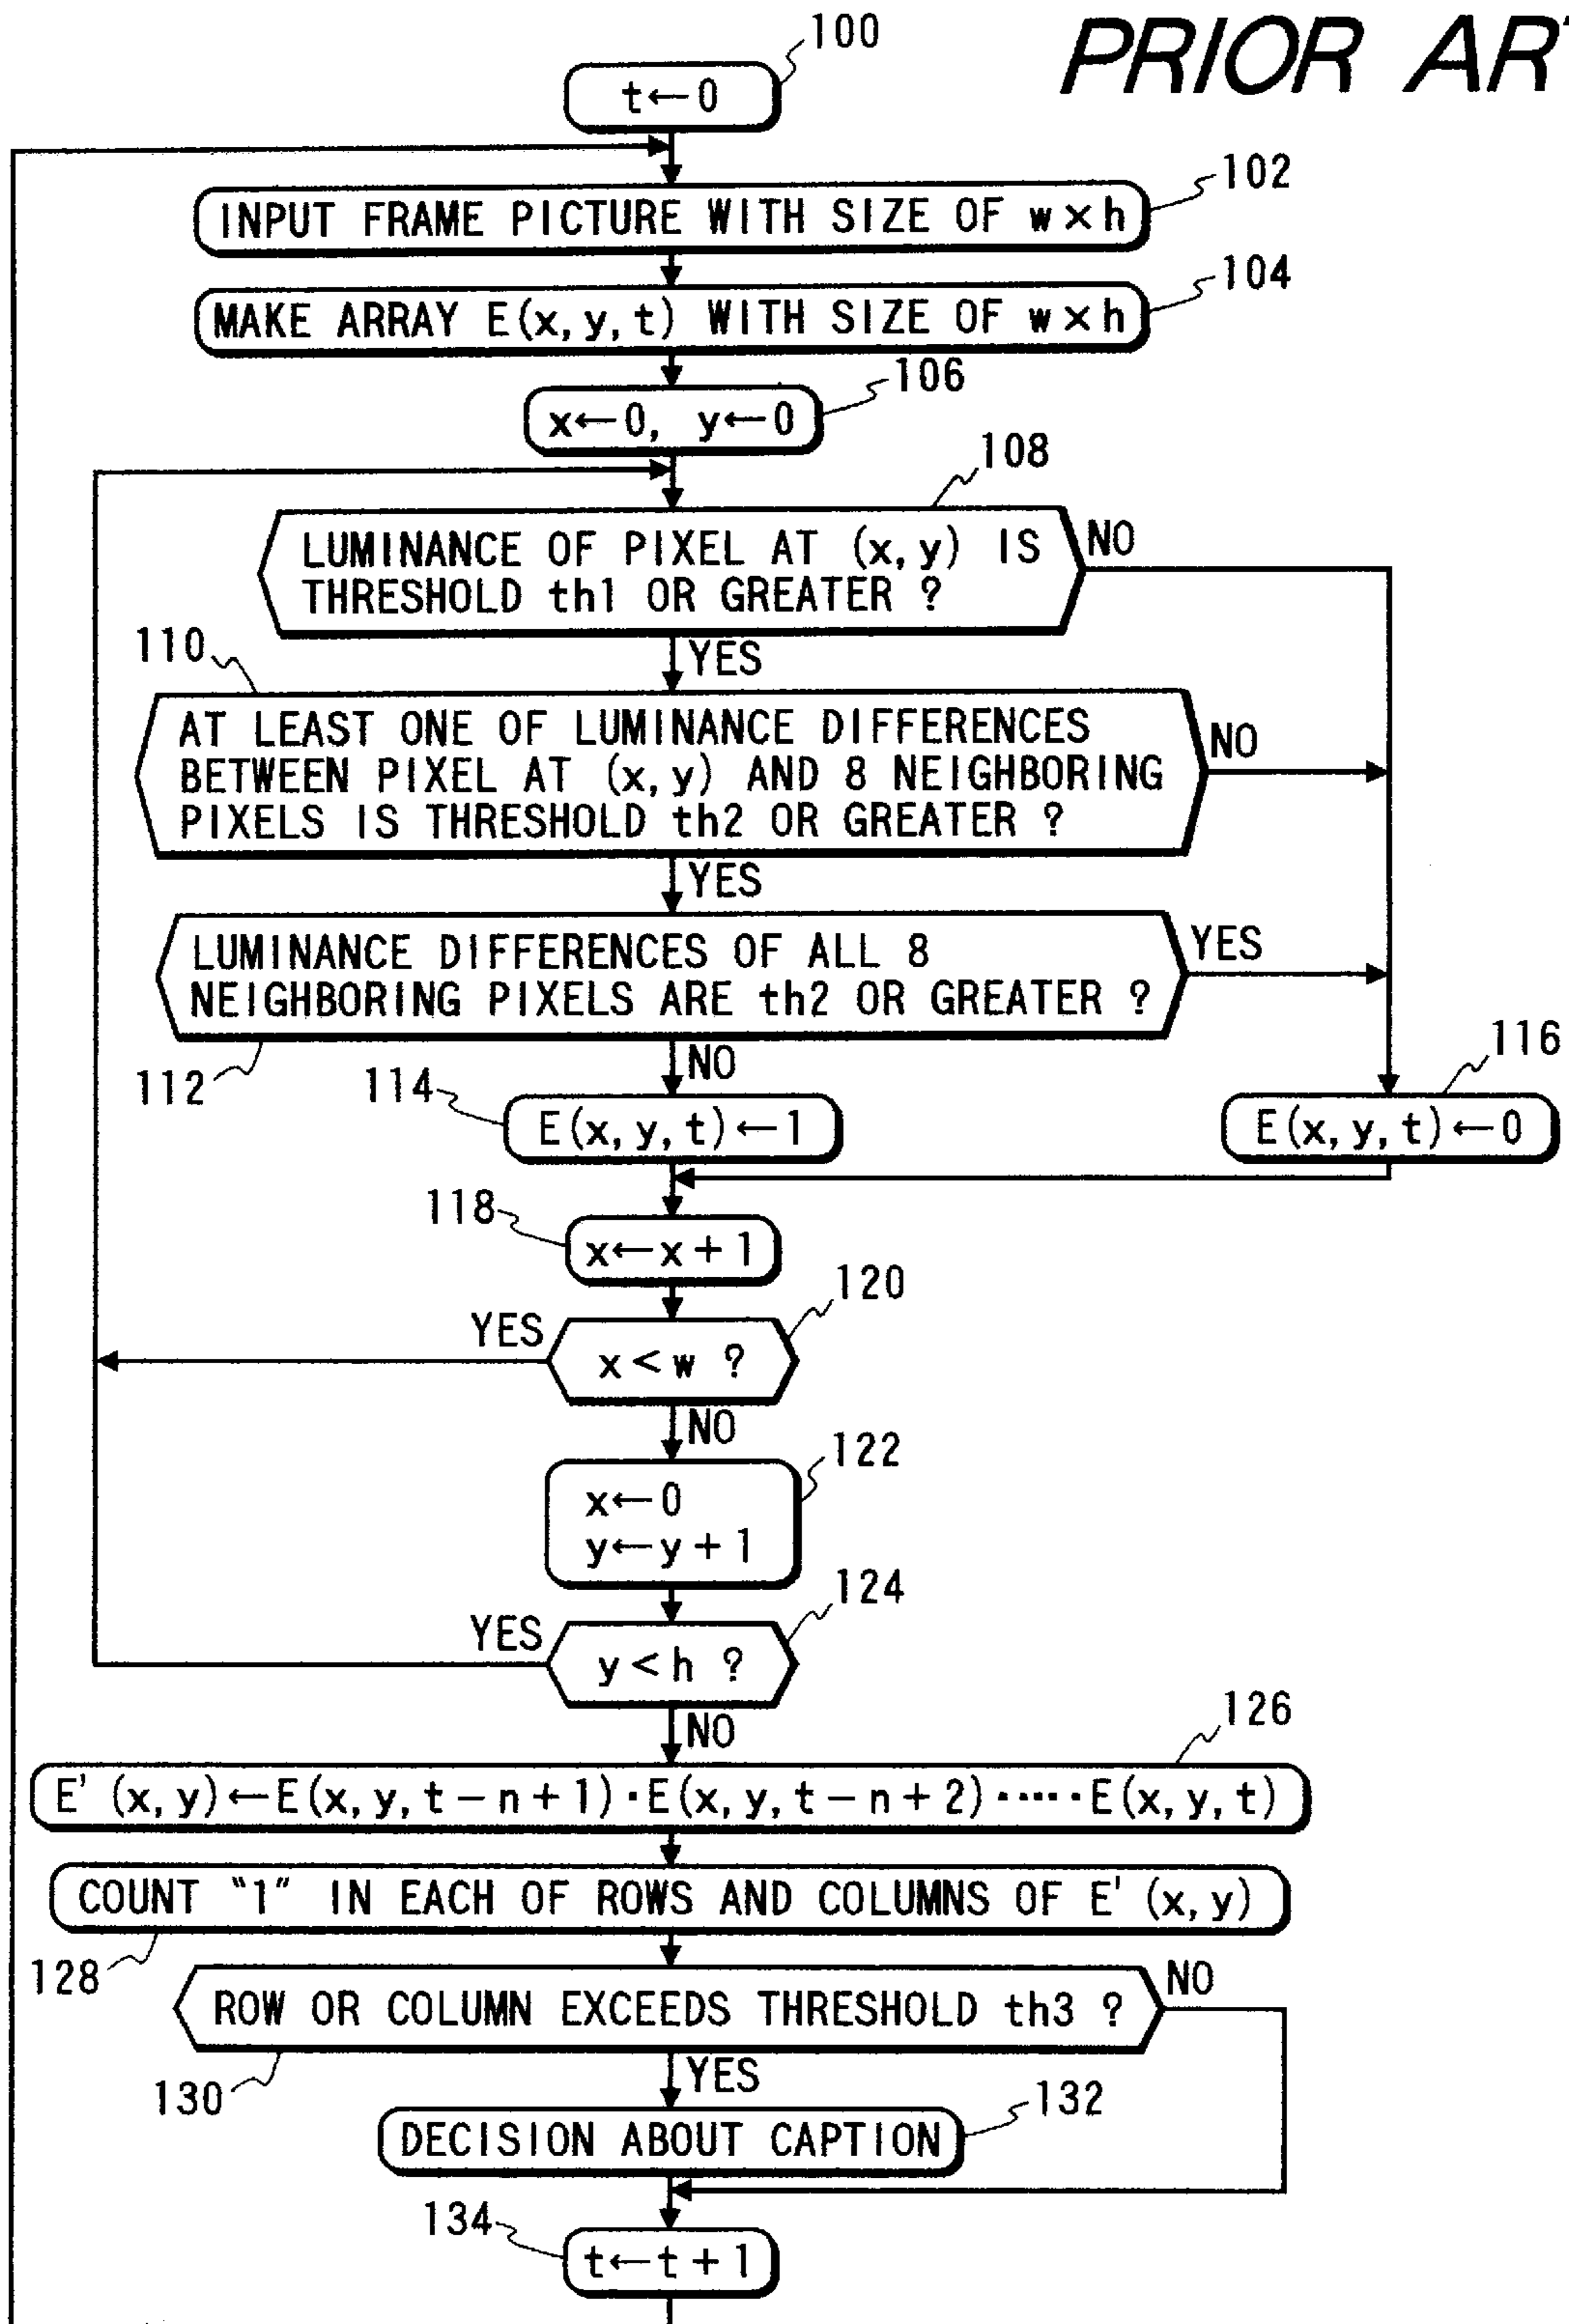 PRIOR ART
100
t←0
102
INPUT FRAME PICTURE WITH SIZE OF w×h
104
MAKE ARRAY E(x,y,t) WITH SIZE OF w×h
106
x←0, y←0
108
LUMINANCE OF PIXEL AT (x,y) IS
THRESHOLD th1 OR GREATER ?
NO
YES
110
AT LEAST ONE OF LUMINANCE DIFFERENCES
BETWEEN PIXEL AT (x,y) AND 8 NEIGHBORING
PIXELS IS THRESHOLD th2 OR GREATER ?
NO
YES
LUMINANCE DIFFERENCES OF ALL 8
NEIGHBORING PIXELS ARE th2 OR GREATER ?
YES
112
NO
114
E(x,y,t)←1
116
E(x,y,t)←0
118
x←x+1
120
YES
x<w ?
NO
122
x←0
y←y+1
124
YES
y<h ?
NO
126
E'(x,y)←E(x,y,t-n+1)·E(x,y,t-n+2)·····E(x,y,t)
COUNT "1" IN EACH OF ROWS AND COLUMNS OF E'(x,y)
128
ROW OR COLUMN EXCEEDS THRESHOLD th3 ?
NO
130
YES
132
DECISION ABOUT CAPTION
134
t←t+1